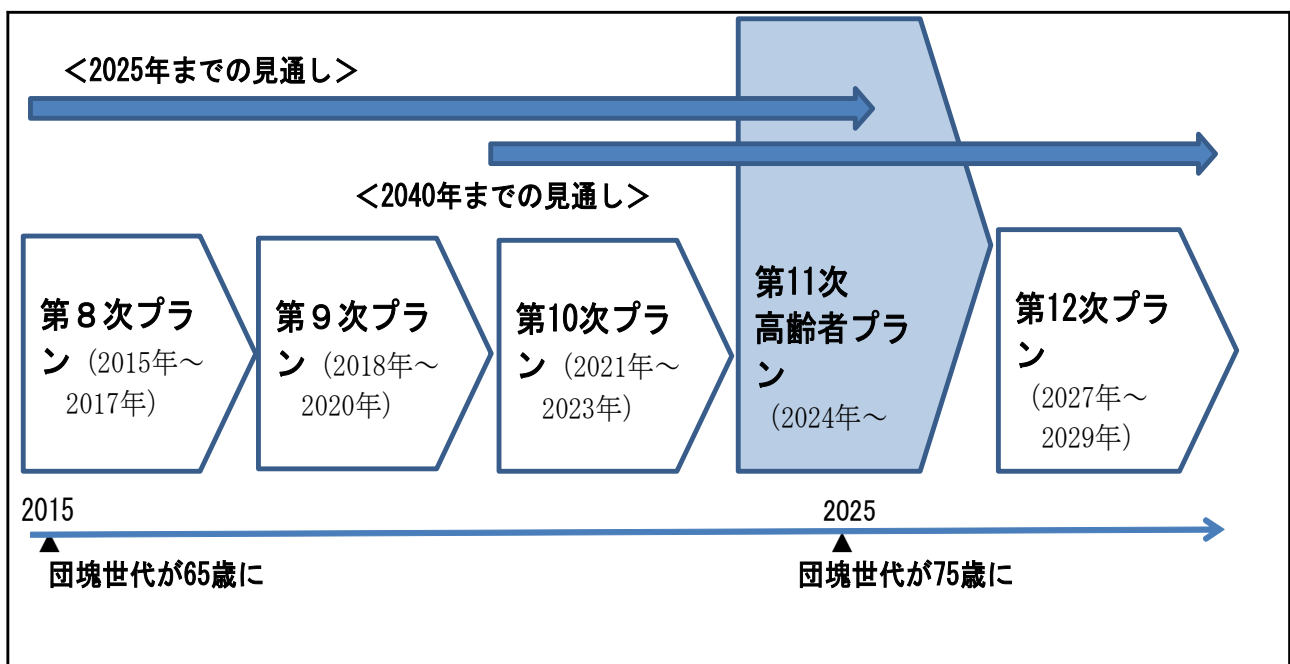 ＜2025年までの見通し＞
＜2040年までの見通し＞
第８次プラ
ン（2015年～
2017年）
第９次プラ
ン（2018年～
2020年）
第10次プラ
ン（2021年～
2023年）
第11次
高齢者プラ
ン
（2024年～
第12次プラ
ン
（2027年～
2029年）
2015
2025
▲
団塊世代が65歳に
▲
団塊世代が75歳に